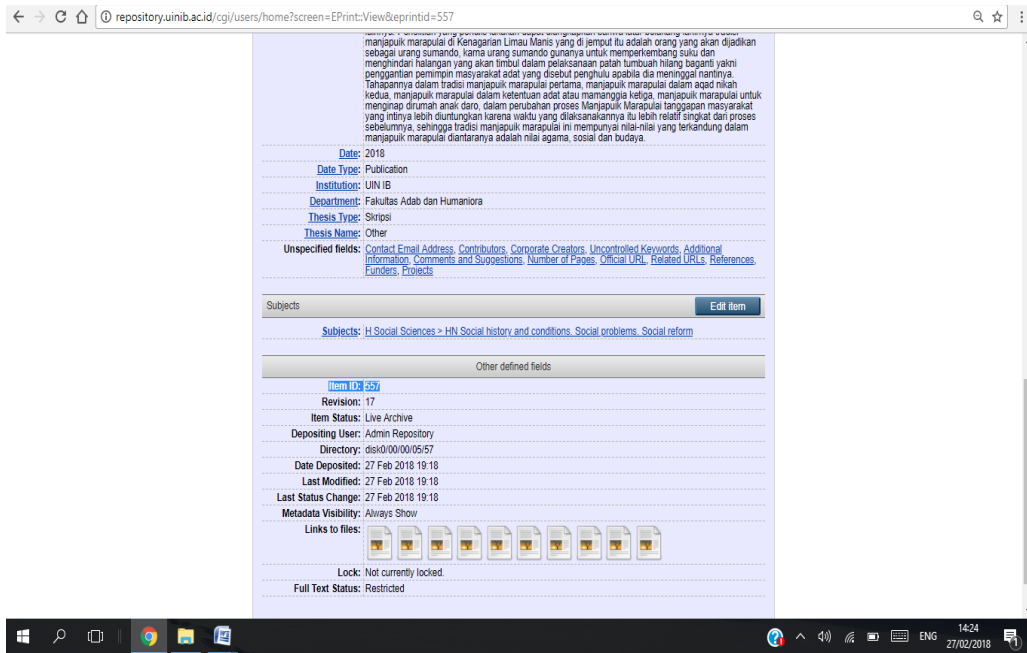 repository.uinib.ac.id/cgi/users/home?screen=EPrint::View&eprintid=557
manjapuik marapulai di Kenagarian Limau Manis yang di jemput itu adalah orang yang akan dijadikan
sebagai urang sumando, karna urang sumando gunanya untuk memperkembang suku dan
menghindari halangan yang akan timbul dalam pelaksanaan patah tumbuah hilang baganti yakni
penggantian pemimpin masyarakat adat yang disebut penghulu apabila dia meninggal nantinya.
Tahapannya dalam tradisi manjapuik marapulai pertama, manjapuik marapulai dalam aqad nikah
kedua, manjapuik marapulai dalam ketentuan adat atau mamanggia ketiga, manjapuik marapulai untuk
menginap dirumah anak daro, dalam perubahan proses Manjapuik Marapulai tanggapan masyarakat
yang intinya lebih diuntungkan karena waktu yang dilaksanakannya itu lebih relatif singkat dari proses
sebelumnya, sehingga tradisi manjapuik marapulai ini mempunyai nilai-nilai yang terkandung dalam
manjapuik marapulai diantaranya adalah nilai agama, sosial dan budaya.
Date: 2018
Date Type: Publication
Institution: UIN IB
Department: Fakultas Adab dan Humaniora
Thesis Type: Skripsi
Thesis Name: Other
Unspecified fields: Contact Email Address, Contributors, Corporate Creators, Uncontrolled Keywords, Additional
Information, Comments and Suggestions, Number of Pages, Official URL, Related URLs, References,
Funders, Projects
Subjects Edit item
Subjects: H Social Sciences > HN Social history and conditions. Social problems. Social reform
Other defined fields
Item ID: 557
Revision: 17
Item Status: Live Archive
Depositing User: Admin Repository
Directory: disk0/00/00/05/57
Date Deposited: 27 Feb 2018 19:18
Last Modified: 27 Feb 2018 19:18
Last Status Change: 27 Feb 2018 19:18
Metadata Visibility: Always Show
Links to files:
Lock: Not currently locked.
Full Text Status: Restricted
ENG 14:24
27/02/2018